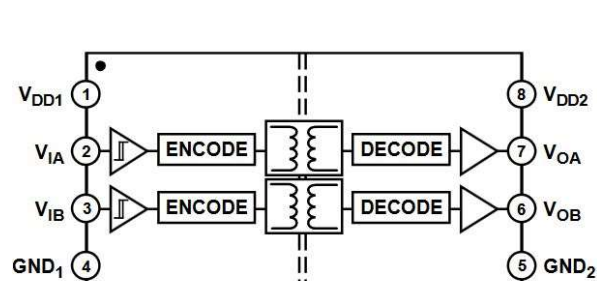 VDD1 1 8 VDD2
VIA 2 ENCODE DECODE 7 VOA
VIB 3 ENCODE DECODE 6 VOB
GND1 4 5 GND2